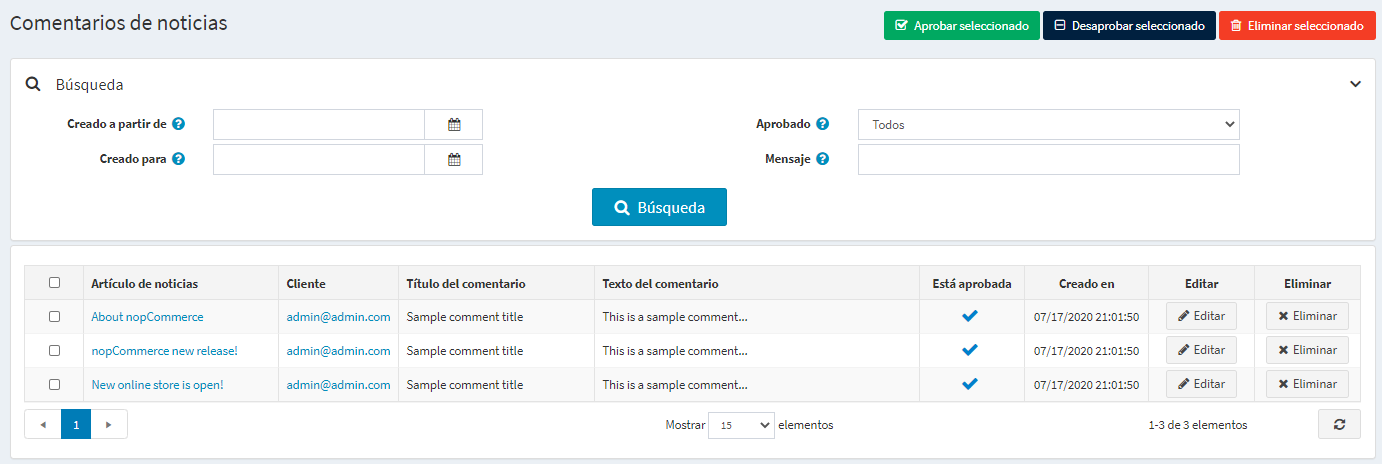 Comentarios de noticias
Aprobar seleccionado Desaprobar seleccionado Eliminar seleccionado
Búsqueda
Creado a partir de Aprobado Todos
Creado para Mensaje
Búsqueda
Artículo de noticias Cliente Título del comentario Texto del comentario Está aprobada Creado en Editar Eliminar
About nopCommerce admin@admin.com Sample comment title This is a sample comment... 07/17/2020 21:01:50 Editar Eliminar
nopCommerce new release! admin@admin.com Sample comment title This is a sample comment... 07/17/2020 21:01:50 Editar Eliminar
New online store is open! admin@admin.com Sample comment title This is a sample comment... 07/17/2020 21:01:50 Editar Eliminar
1 Mostrar 15 elementos 1-3 de 3 elementos